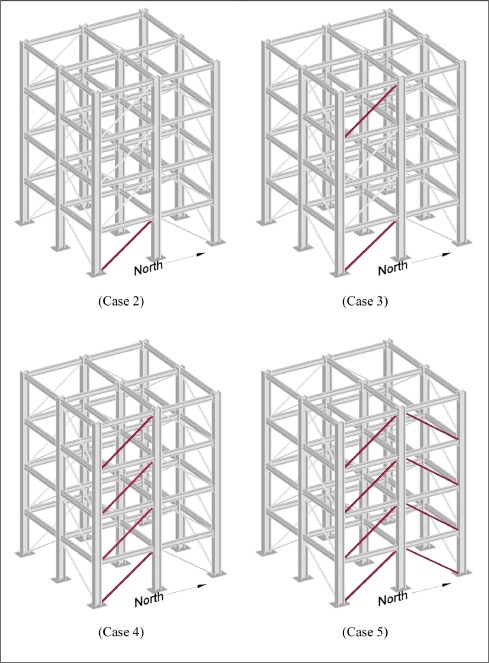 North
North
(Case 2)
(Case 3)
North
North
(Case 4)
(Case 5)